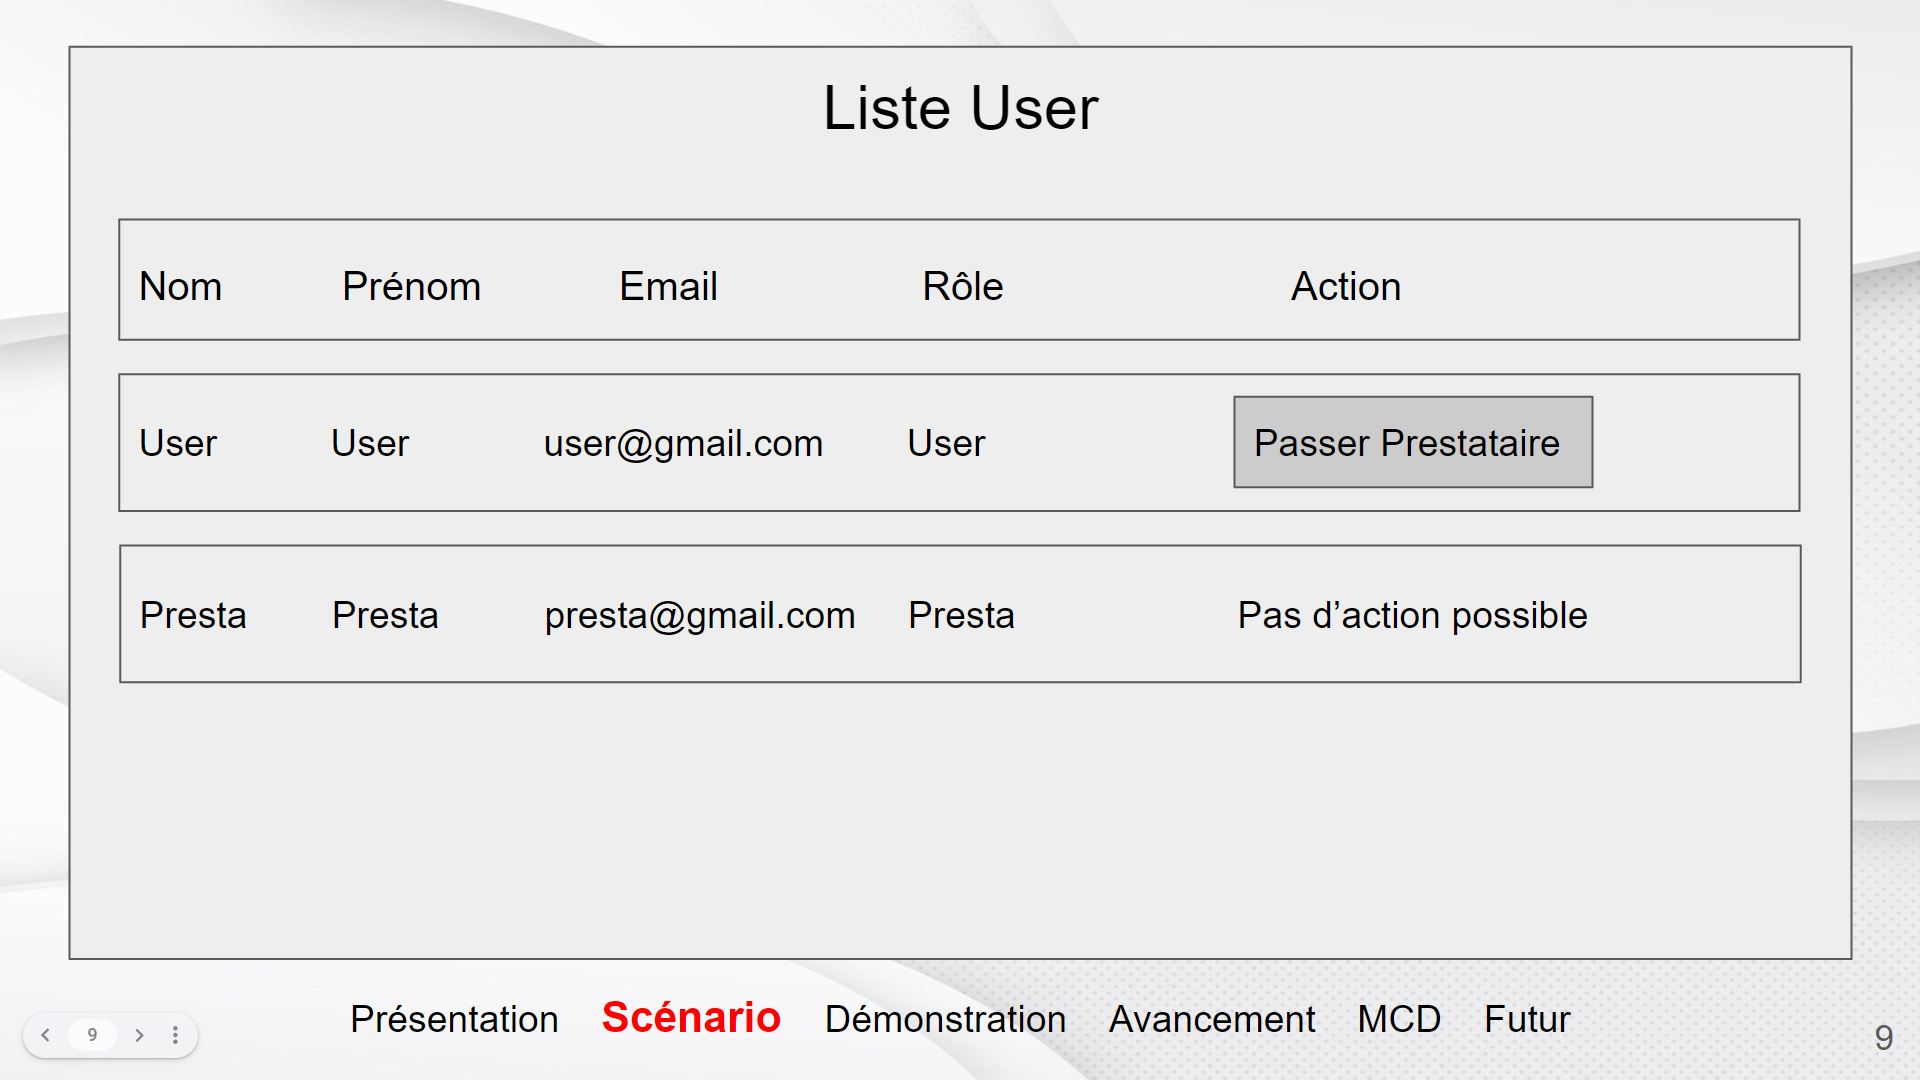 Liste User
Nom Prénom Email Rôle Action
User User user@gmail.com User Passer Prestataire
Presta Presta presta@gmail.com Presta Pas d’action possible
Présentation Scénario Démonstration Avancement MCD Futur
9
9